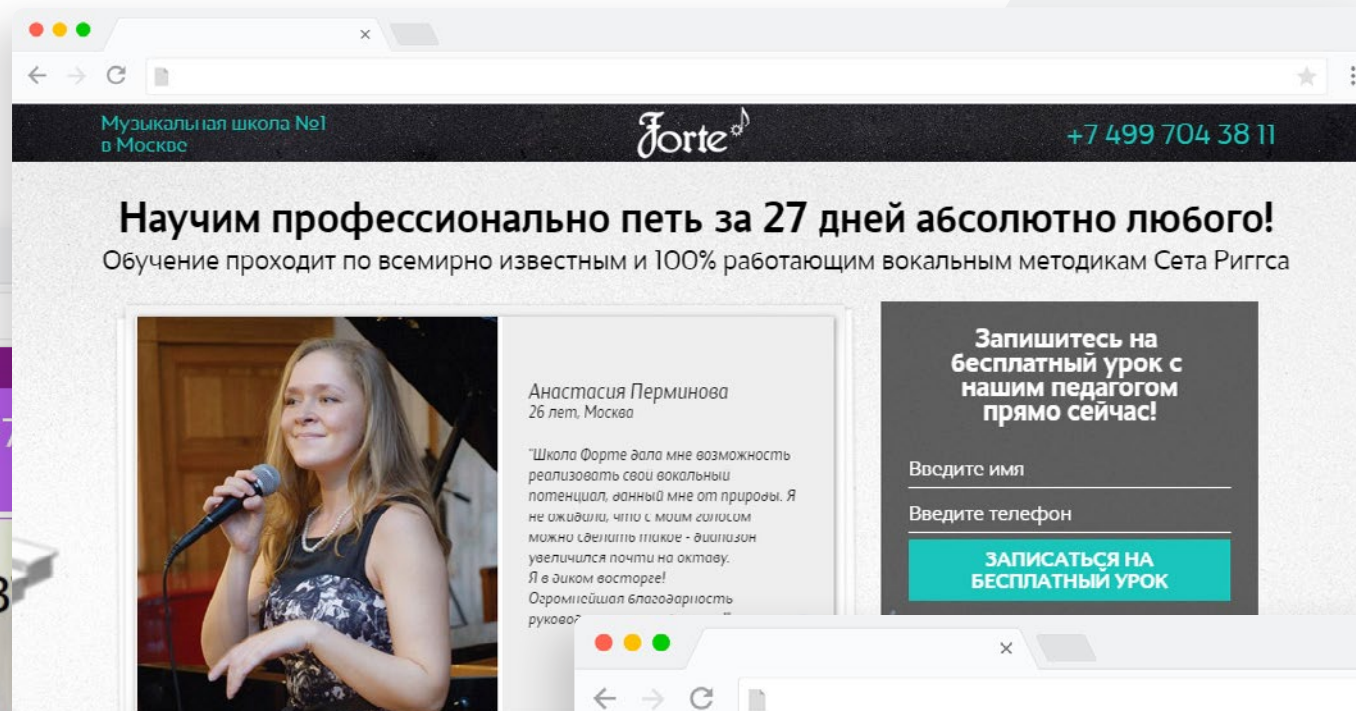 Музыкальная школа №1
в Москве
Forte
+7 499 704 38 11
Научим профессионально петь за 27 дней абсолютно любого!
Обучение проходит по всемирно известным и 100% работающим вокальным методикам Сета Риггса
Анастасия Перминова
26 лет, Москва
"Школа Форте дала мне возможность
реализовать свой вокальный
потенциал, данный мне от природы. Я
не ожидала, что с моим голосом
можно сделать такое - диапазон
увеличился почти на октаву.
Я в диком восторге!
Огромнейшая благодарность
Запишитесь на
бесплатный урок с
нашим педагогом
прямо сейчас!
Введите имя
Введите телефон
ЗАПИСАТЬСЯ НА
БЕСПЛАТНЫЙ УРОК